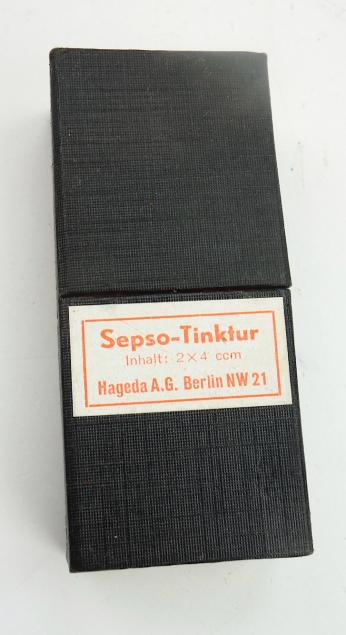 Sepso-Tinktur
Inhalt: 2×4 ccm
Hageda A.G. Berlin NW 21